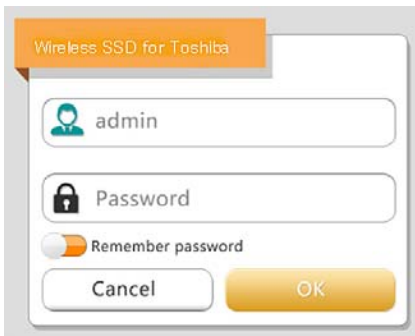 Wireless SSD for Toshiba
admin
Password
Remember password
Cancel OK